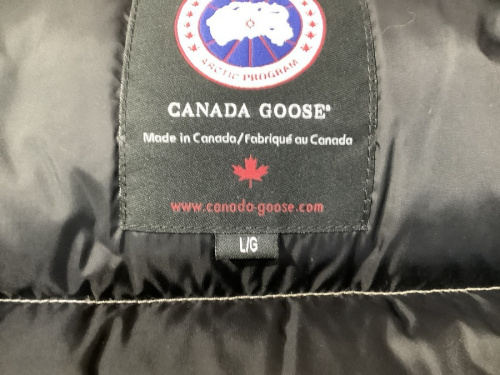 ARCTIC PROGRAM
CANADA GOOSE®
Made in Canada/Fabriqué au Canada
www.canada-goose.com
L/G